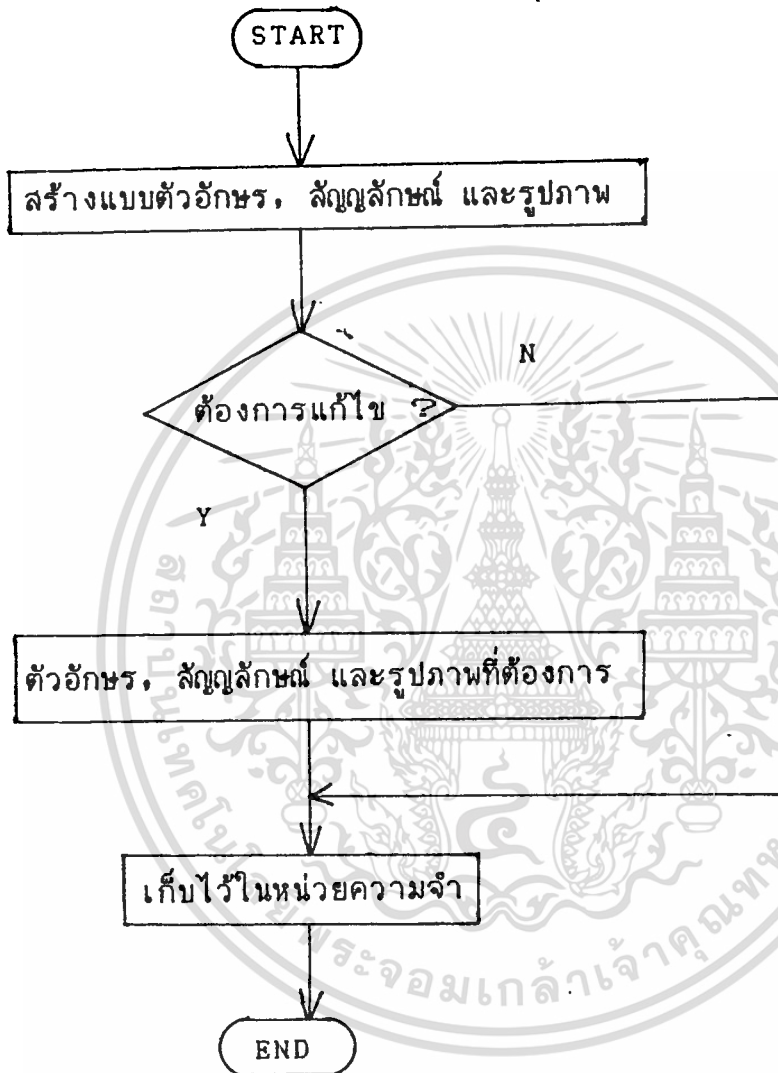 START
สร้างแบบตัวอักษร, สัญญลักษณ์ และรูปภาพ
N
ต้องการแก้ไข ?
Y
ตัวอักษร, สัญญลักษณ์ และรูปภาพที่ต้องการ
เก็บไว้ในหน่วยความจำ
END